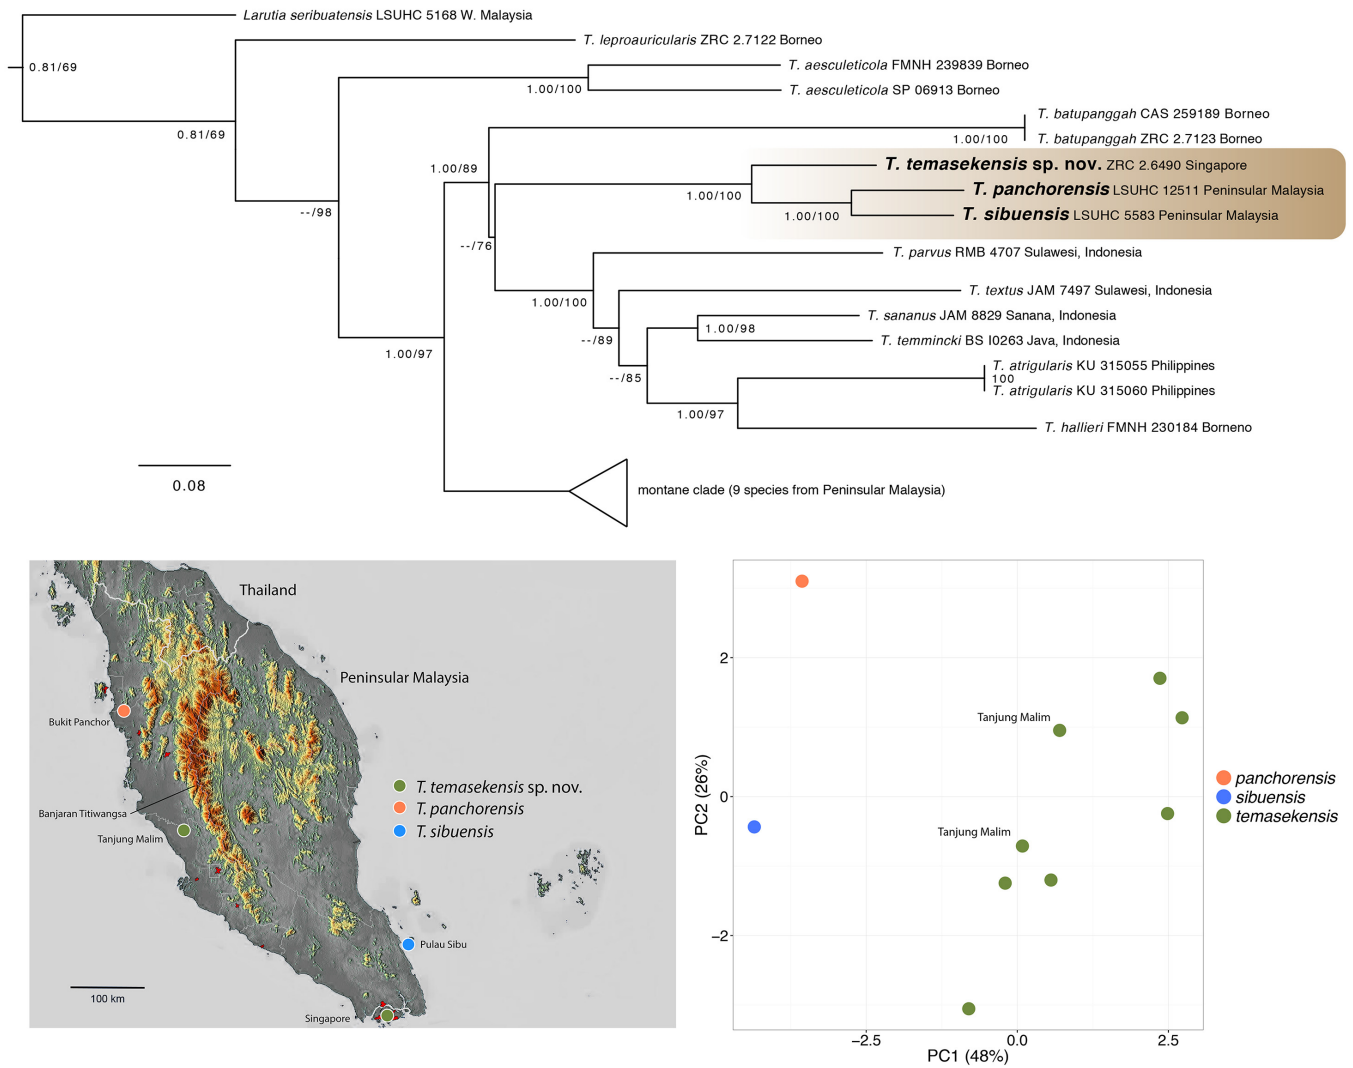 Larutia seribuatensis LSUHC 5168 W. Malaysia
0.81/69
T. leproauricularis ZRC 2.7122 Borneo
T. aesculeticola FMNH 239839 Borneo
1.00/100
T. aesculeticola SP 06913 Borneo
T. batupanggah CAS 259189 Borneo
0.81/69
1.00/100
T. batupanggah ZRC 2.7123 Borneo
1.00/89
T. temasekensis sp. nov. ZRC 2.6490 Singapore
1.00/100
T. panchorensis LSUHC 12511 Peninsular Malaysia
--/98
1.00/100
T. sibuensis LSUHC 5583 Peninsular Malaysia
--/76
T. parvus RMB 4707 Sulawesi, Indonesia
1.00/100
T. textus JAM 7497 Sulawesi, Indonesia
T. sananus JAM 8829 Sanana, Indonesia
1.00/98
--/89
T. temmincki BS I0263 Java, Indonesia
1.00/97
T. atrigularis KU 315055 Philippines
--/85
100
T. atrigularis KU 315060 Philippines
1.00/97
T. hallieri FMNH 230184 Borneno
0.08
montane clade (9 species from Peninsular Malaysia)
Thailand
Peninsular Malaysia
Bukit Panchor
T. temasekensis sp. nov.
T. panchorensis
T. sibuensis
Banjaran Titiwangsa
Tanjung Malim
Pulau Sibu
100 km
Singapore
2
0
−2
PC2 (26%)
Tanjung Malim
Tanjung Malim
−2.5
0.0
2.5
PC1 (48%)
panchorensis
sibuensis
temasekensis